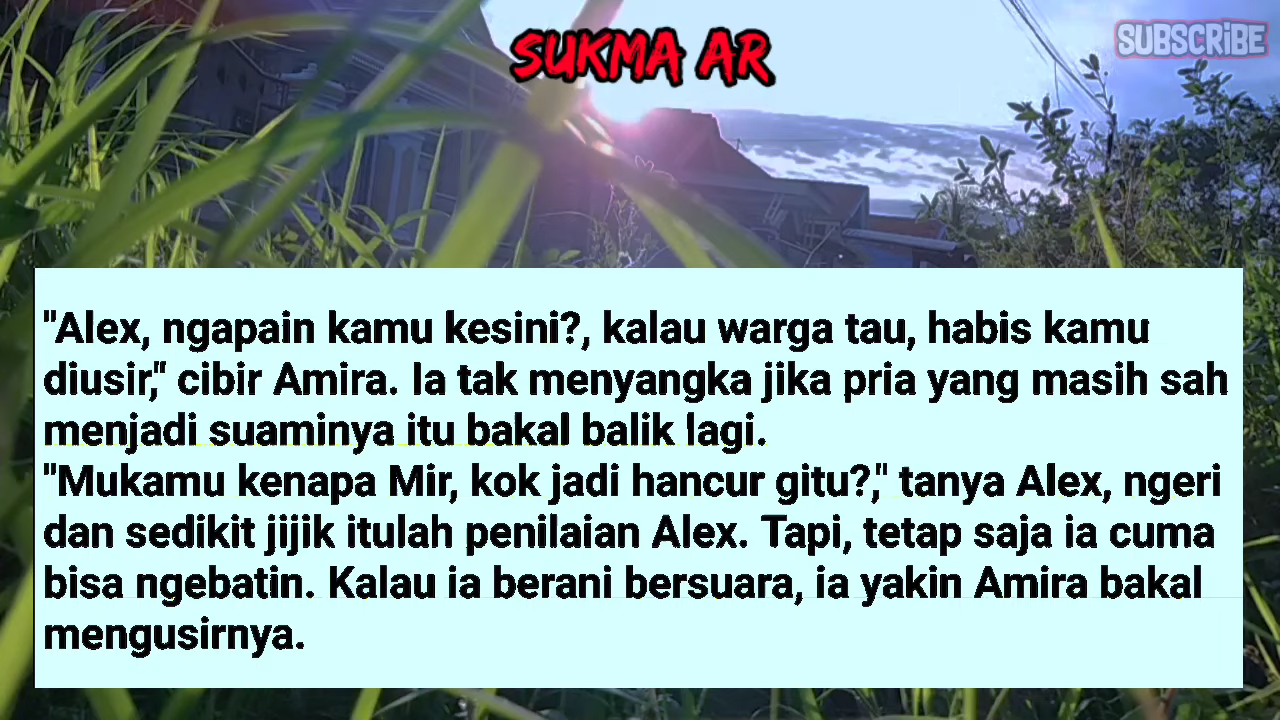 SUKMA AR
SUBSCRIBE
"Alex, ngapain kamu kesini?, kalau warga tau, habis kamu
diusir," cibir Amira. Ia tak menyangka jika pria yang masih sah
menjadi suaminya itu bakal balik lagi.
"Mukamu kenapa Mir, kok jadi hancur gitu?," tanya Alex, ngeri
dan sedikit jijik itulah penilaian Alex. Tapi, tetap saja ia cuma
bisa ngebatin. Kalau ia berani bersuara, ia yakin Amira bakal
mengusirnya.